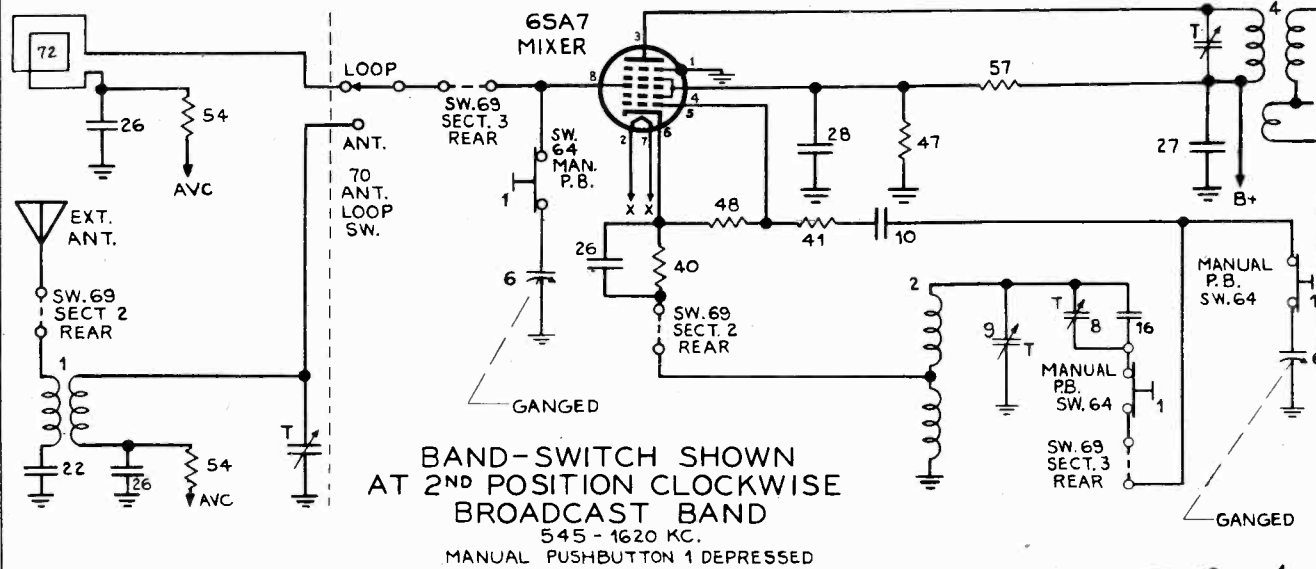 72
26
54
AVC
EXT.
ANT.
SW.69
SECT 2
REAR
1
22
26
54
AVC
T
LOOP
ANT.
70
ANT.
LOOP
SW.
SW.69
SECT. 3
REAR
6SA7
MIXER
3
8
1
4
5
6
2
7
X X
SW.
64
MAN.
P.B.
1
6
GANGED
26
40
SW.69
SECT. 2
REAR
48
41
10
28
47
57
T
4
27
B+
2
9
T
T
8
16
MANUAL
P.B.
SW.64
1
SW.69
SECT.3
REAR
MANUAL
P.B.
SW.64
1
6
GANGED
BAND-SWITCH SHOWN
AT 2ND POSITION CLOCKWISE
BROADCAST BAND
545 - 1620 KC.
MANUAL PUSHBUTTON 1 DEPRESSED